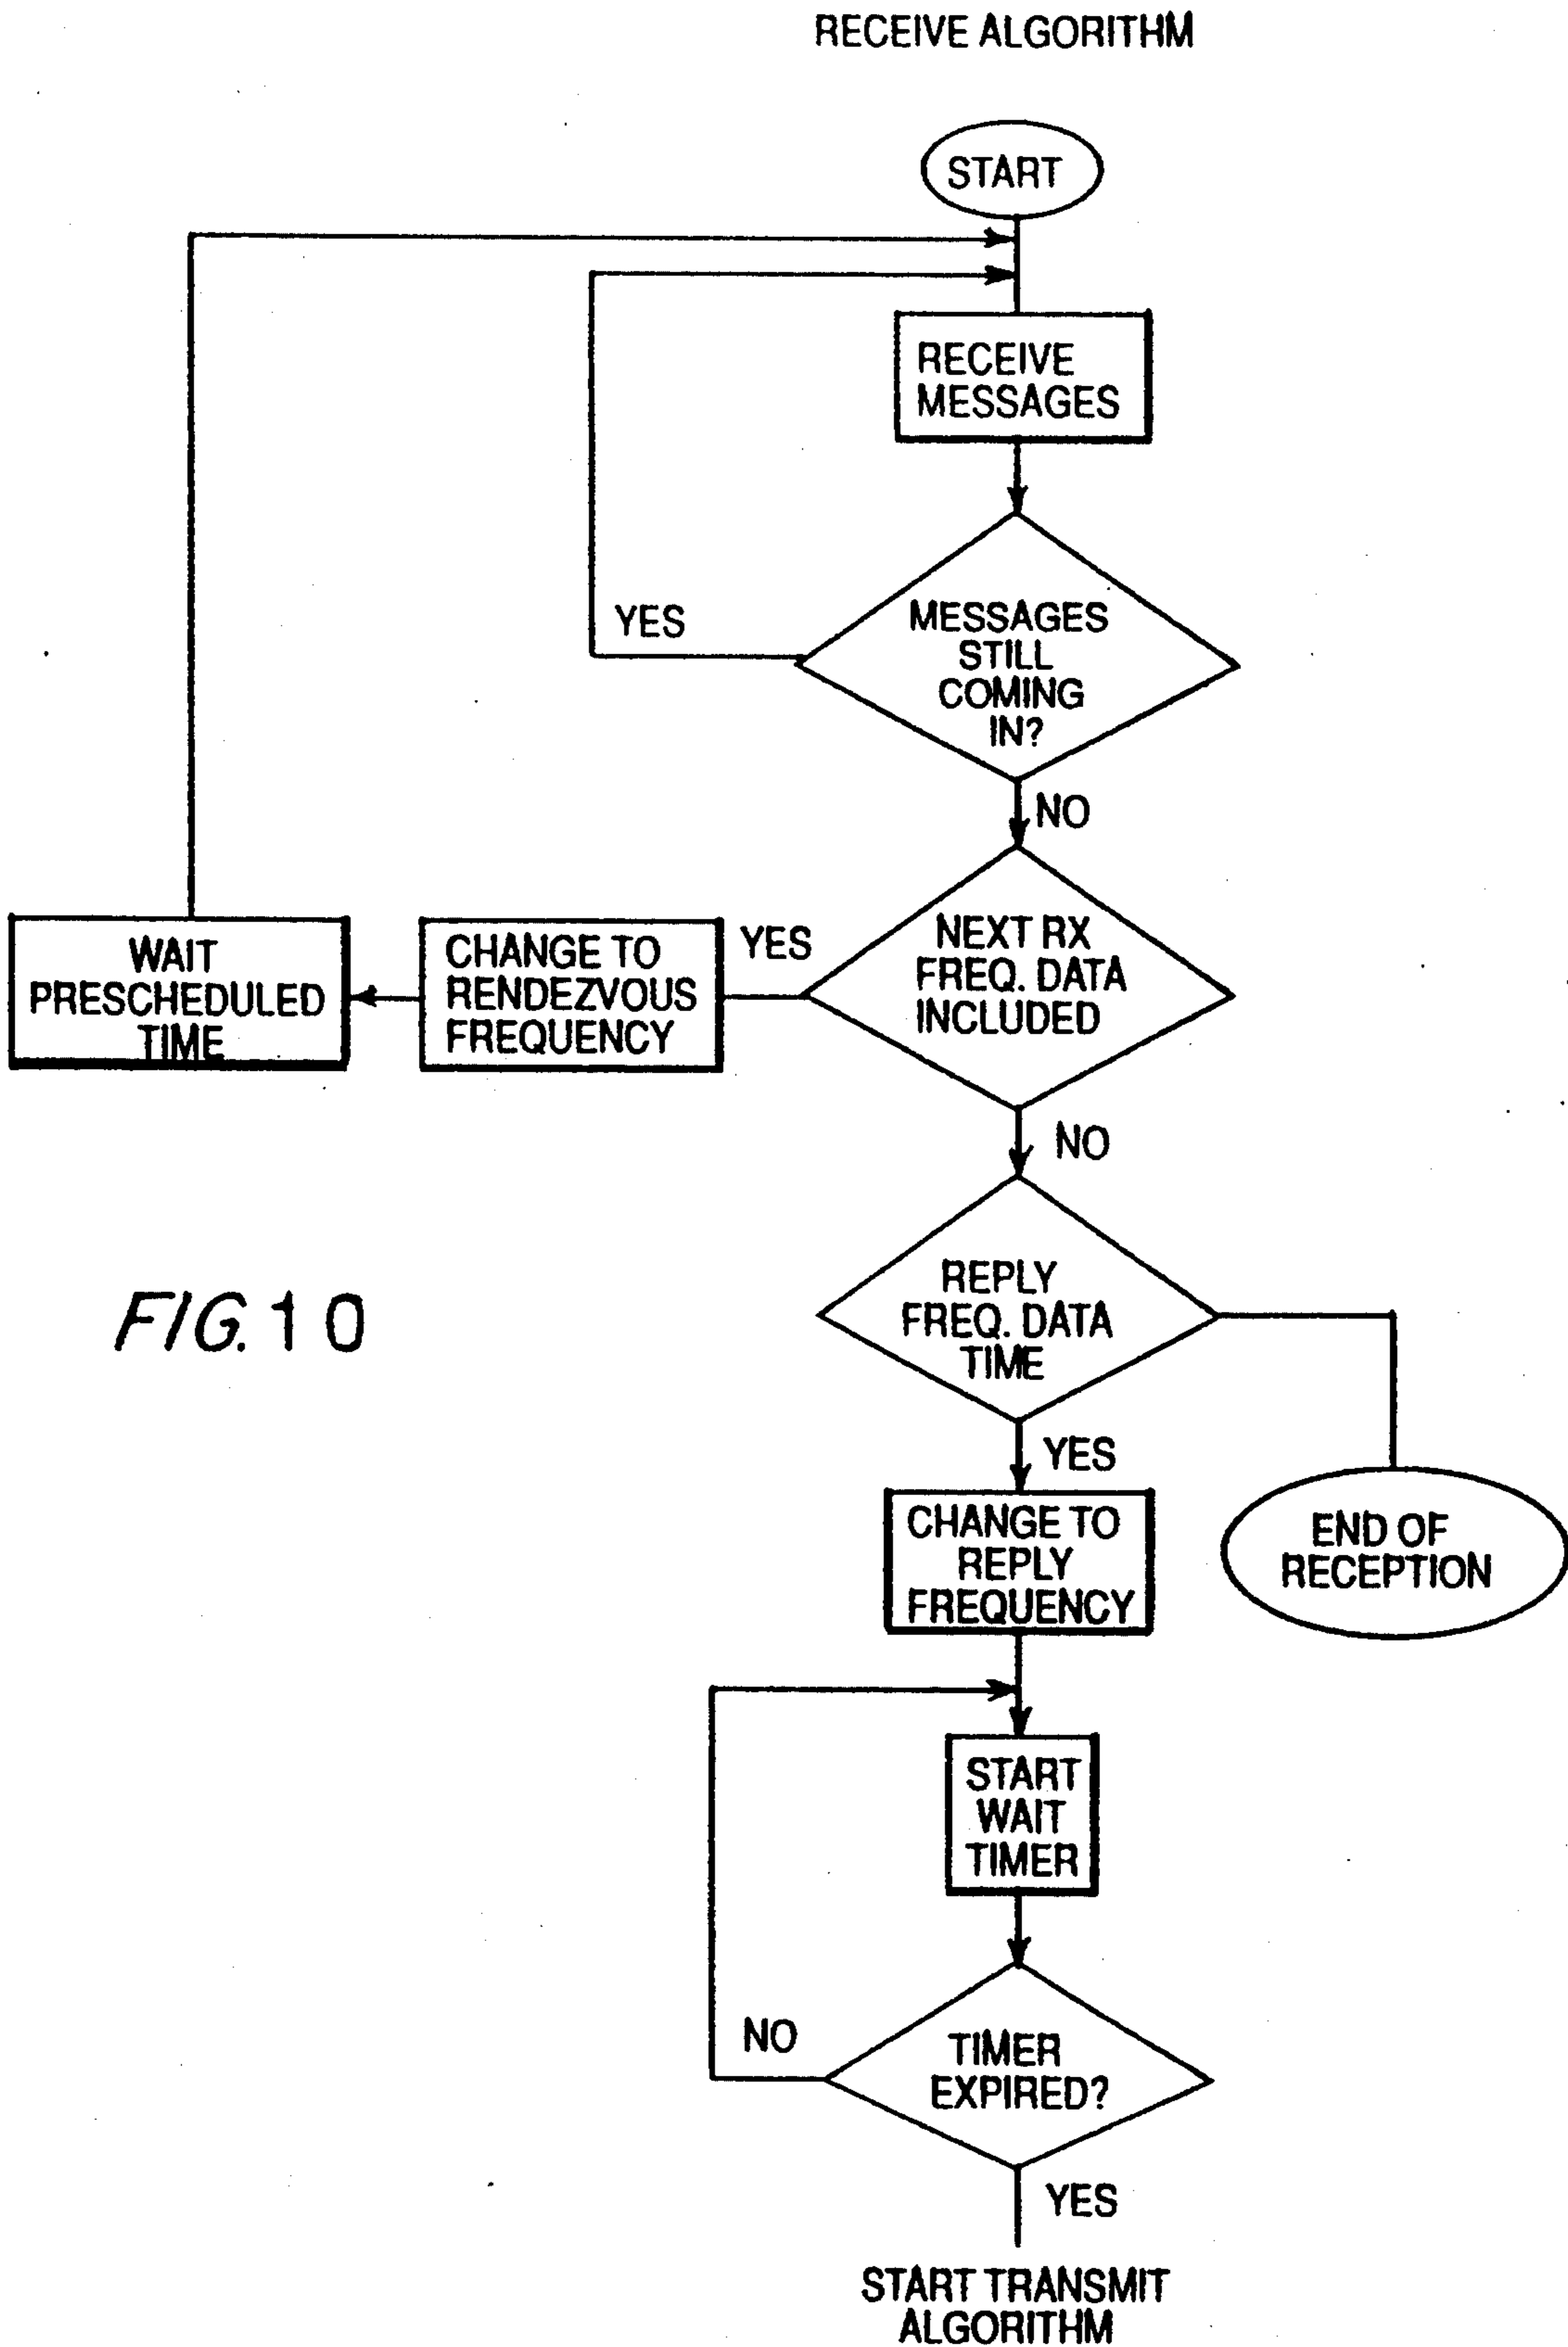 RECEIVE ALGORITHM
START
RECEIVE
MESSAGES
MESSAGES
STILL
COMING
IN?
YES
NO
NEXT RX
FREQ. DATA
INCLUDED
YES
CHANGE TO
RENDEZVOUS
FREQUENCY
WAIT
PRESCHEDULED
TIME
NO
REPLY
FREQ. DATA
TIME
FIG. 10
YES
END OF
RECEPTION
CHANGE TO
REPLY
FREQUENCY
START
WAIT
TIMER
TIMER
EXPIRED?
NO
YES
START TRANSMIT
ALGORITHM